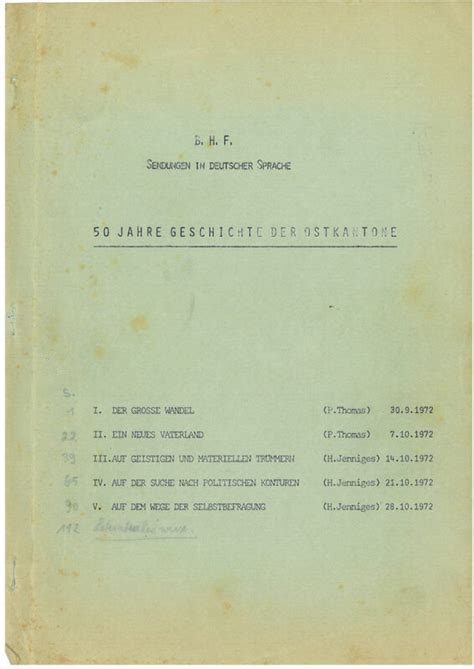 B. H. F.
SENDUNGEN IN DEUTSCHER SPRACHE
50 JAHRE GESCHICHTE DER OSTKANTONE
S.
1 I. DER GROSSE WANDEL (P.Thomas) 30.9.1972
22 II. EIN NEUES VATERLAND (P.Thomas) 7.10.1972
39 III.AUF GEISTIGEN UND MATERIELLEN TRÜMMERN (H.Jenniges) 14.10.1972
65 IV. AUF DER SUCHE NACH POLITISCHEN KONTUREN (H.Jenniges) 21.10.1972
90 V. AUF DEM WEGE DER SELBSTBEFRAGUNG (H.Jenniges) 28.10.1972
112